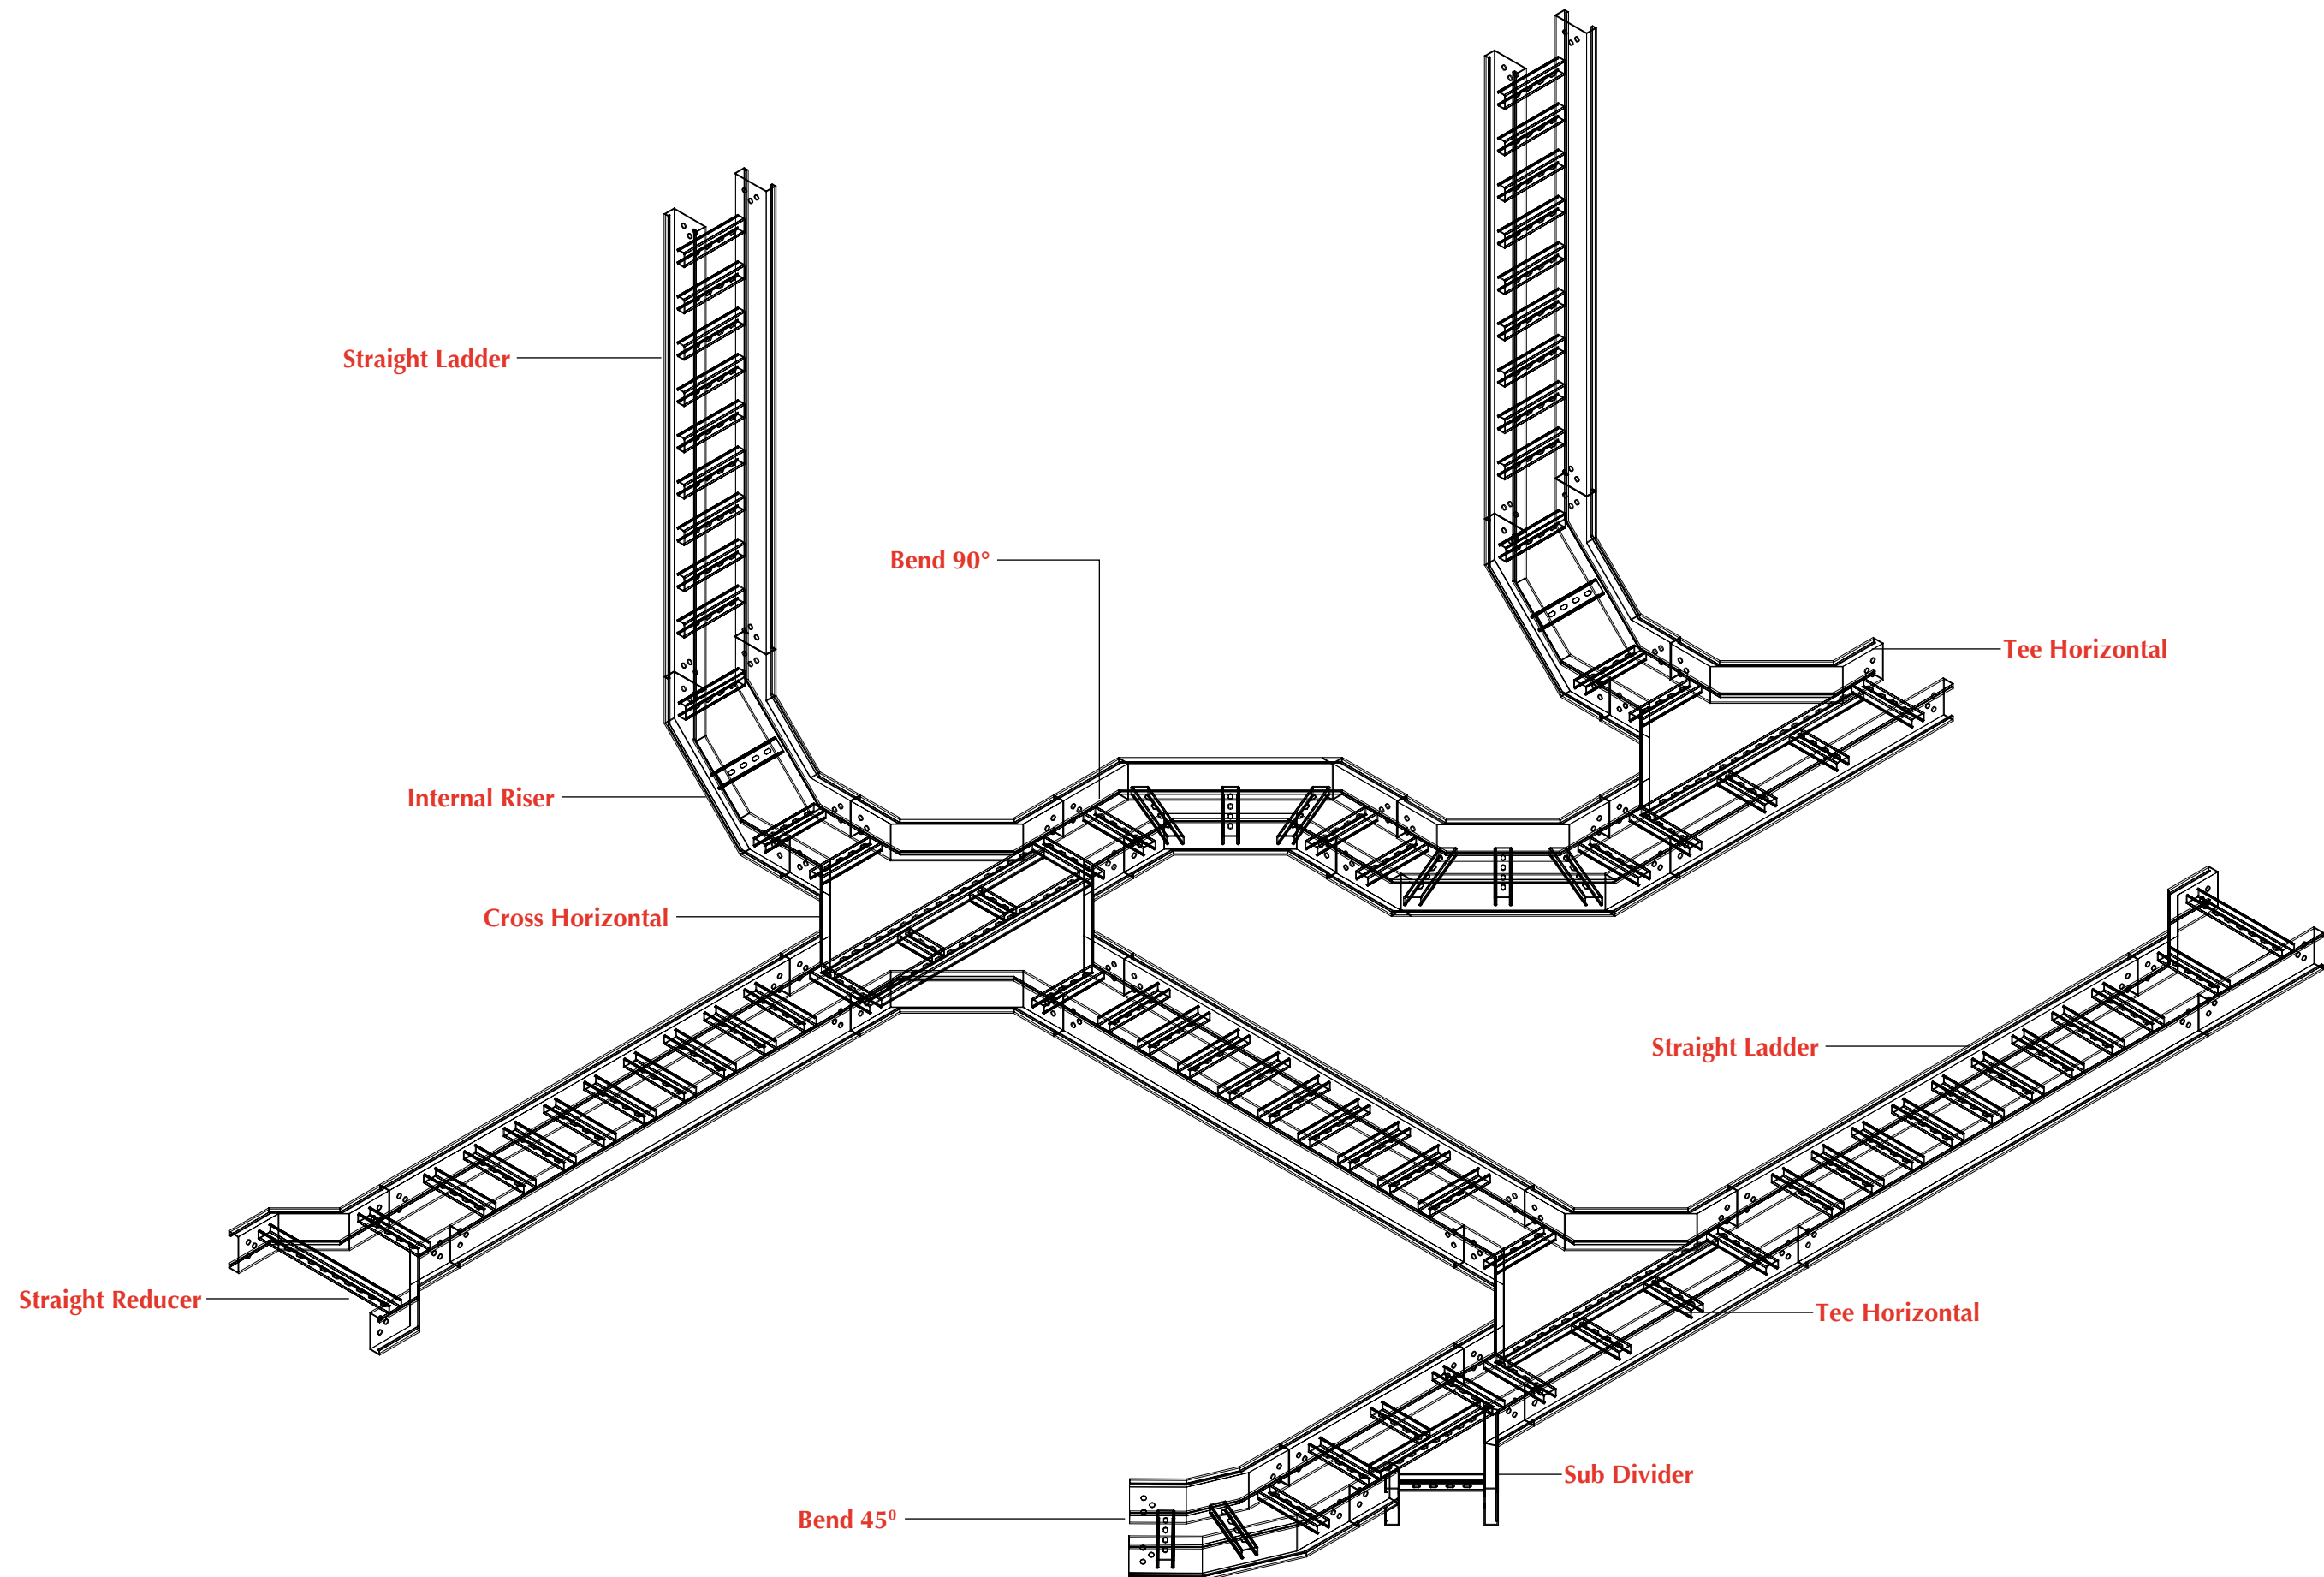 Straight Ladder
Bend 90°
Tee Horizontal
Internal Riser
Cross Horizontal
Straight Ladder
Straight Reducer
Tee Horizontal
Sub Divider
Bend 45⁰